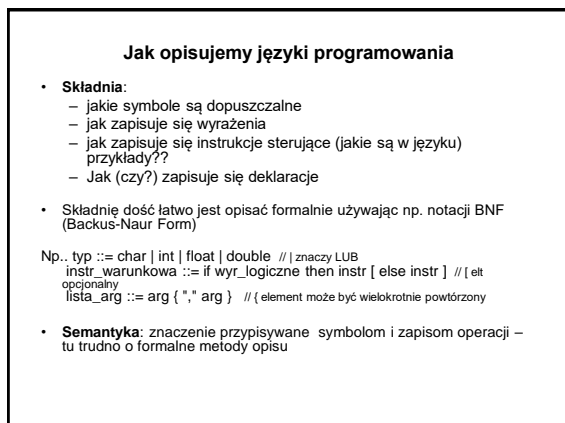 Jak opisujemy języki programowania
• Składnia:
– jakie symbole są dopuszczalne
– jak zapisuje się wyrażenia
– jak zapisuje się instrukcje sterujące (jakie są w języku)
przykłady??
– Jak (czy?) zapisuje się deklaracje
• Składnię dość łatwo jest opisać formalnie używając np. notacji BNF
(Backus-Naur Form)
Np.. typ ::= char | int | float | double // | znaczy LUB
instr_warunkowa ::= if wyr_logiczne then instr [ else instr ] // [ elt
opcjonalny
lista_arg ::= arg { "," arg } // { element może być wielokrotnie powtórzony
• Semantyka: znaczenie przypisywane symbolom i zapisom operacji –
tu trudno o formalne metody opisu